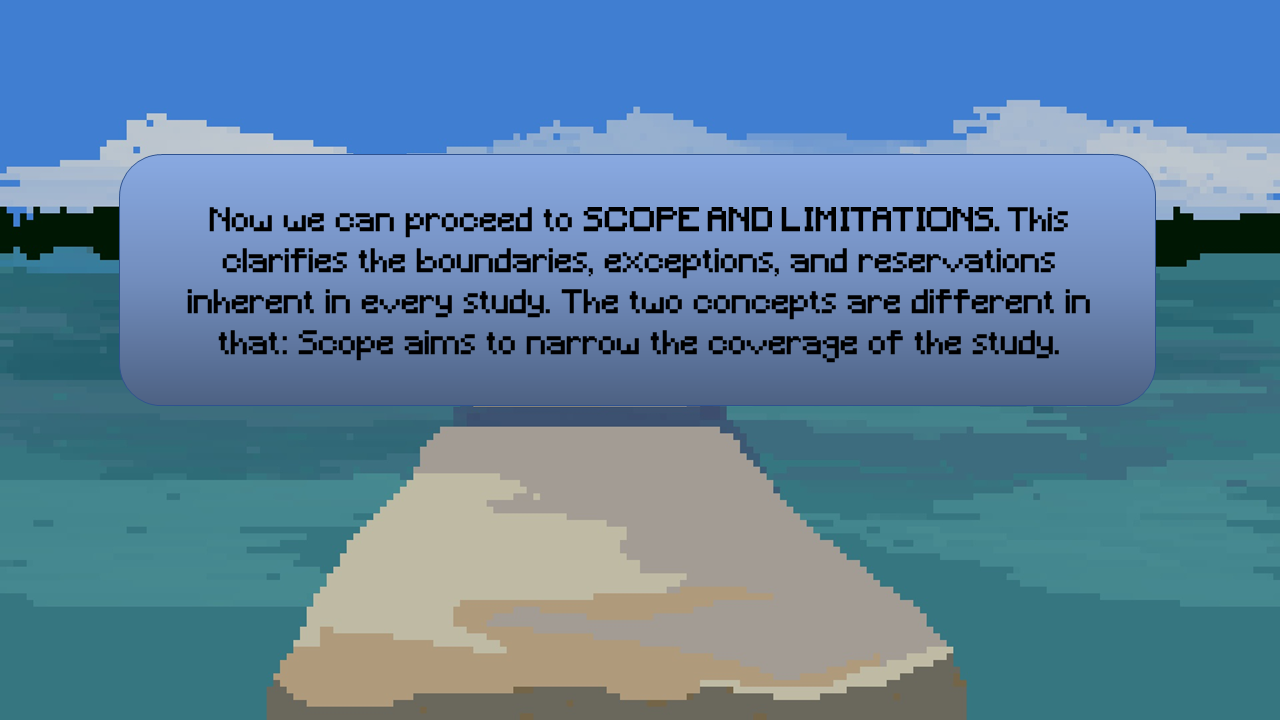 Now we can proceed to SCOPE AND LIMITATIONS. This
clarifies the boundaries, exceptions, and reservations
inherent in every study. The two concepts are different in
that: Scope aims to narrow the coverage of the study.